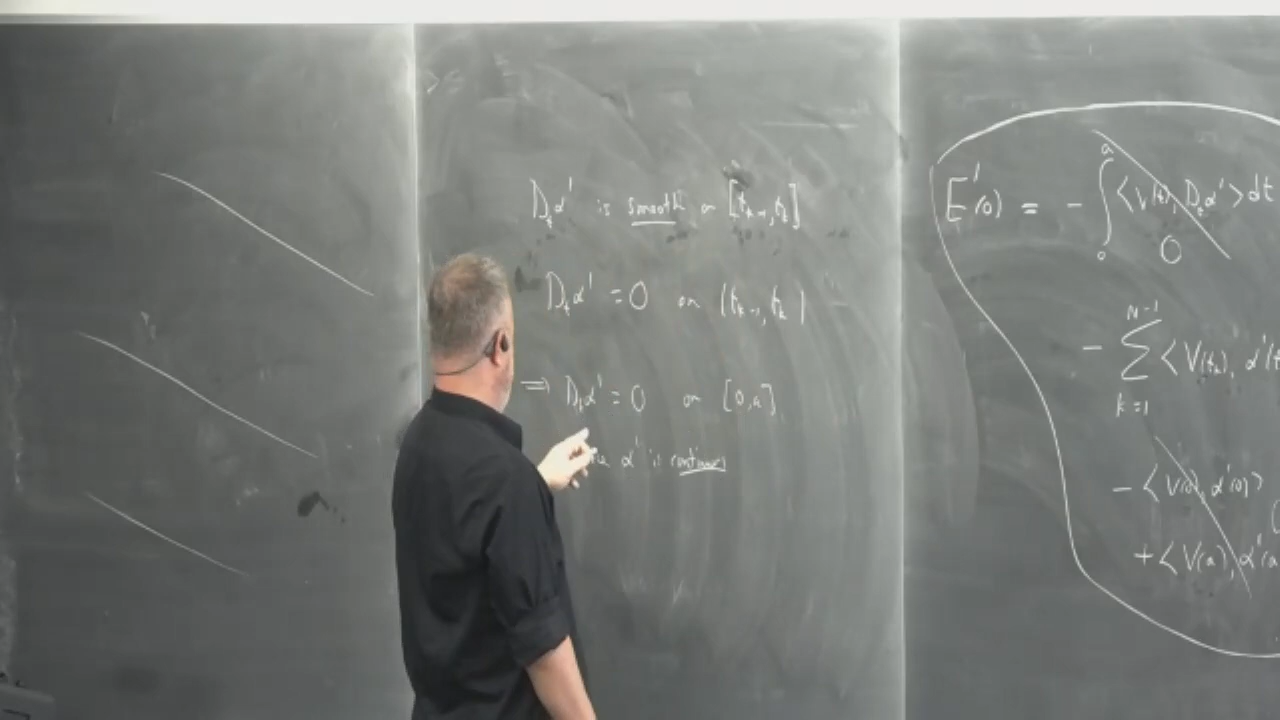 D_t α' is smooth on [t_{k-1}, t_k]
D_t α' = 0 on (t_{k-1}, t_k)
⇒ D_t α' = 0 on [0,a]
α' is continuous
E'(0) = - ∫_0^a <V(t), D_t α'> dt
0
- Σ_{k=1}^{N-1} <V(t_k), α'(t
- <V(0), α'(0)>
+ <V(a), α'(a